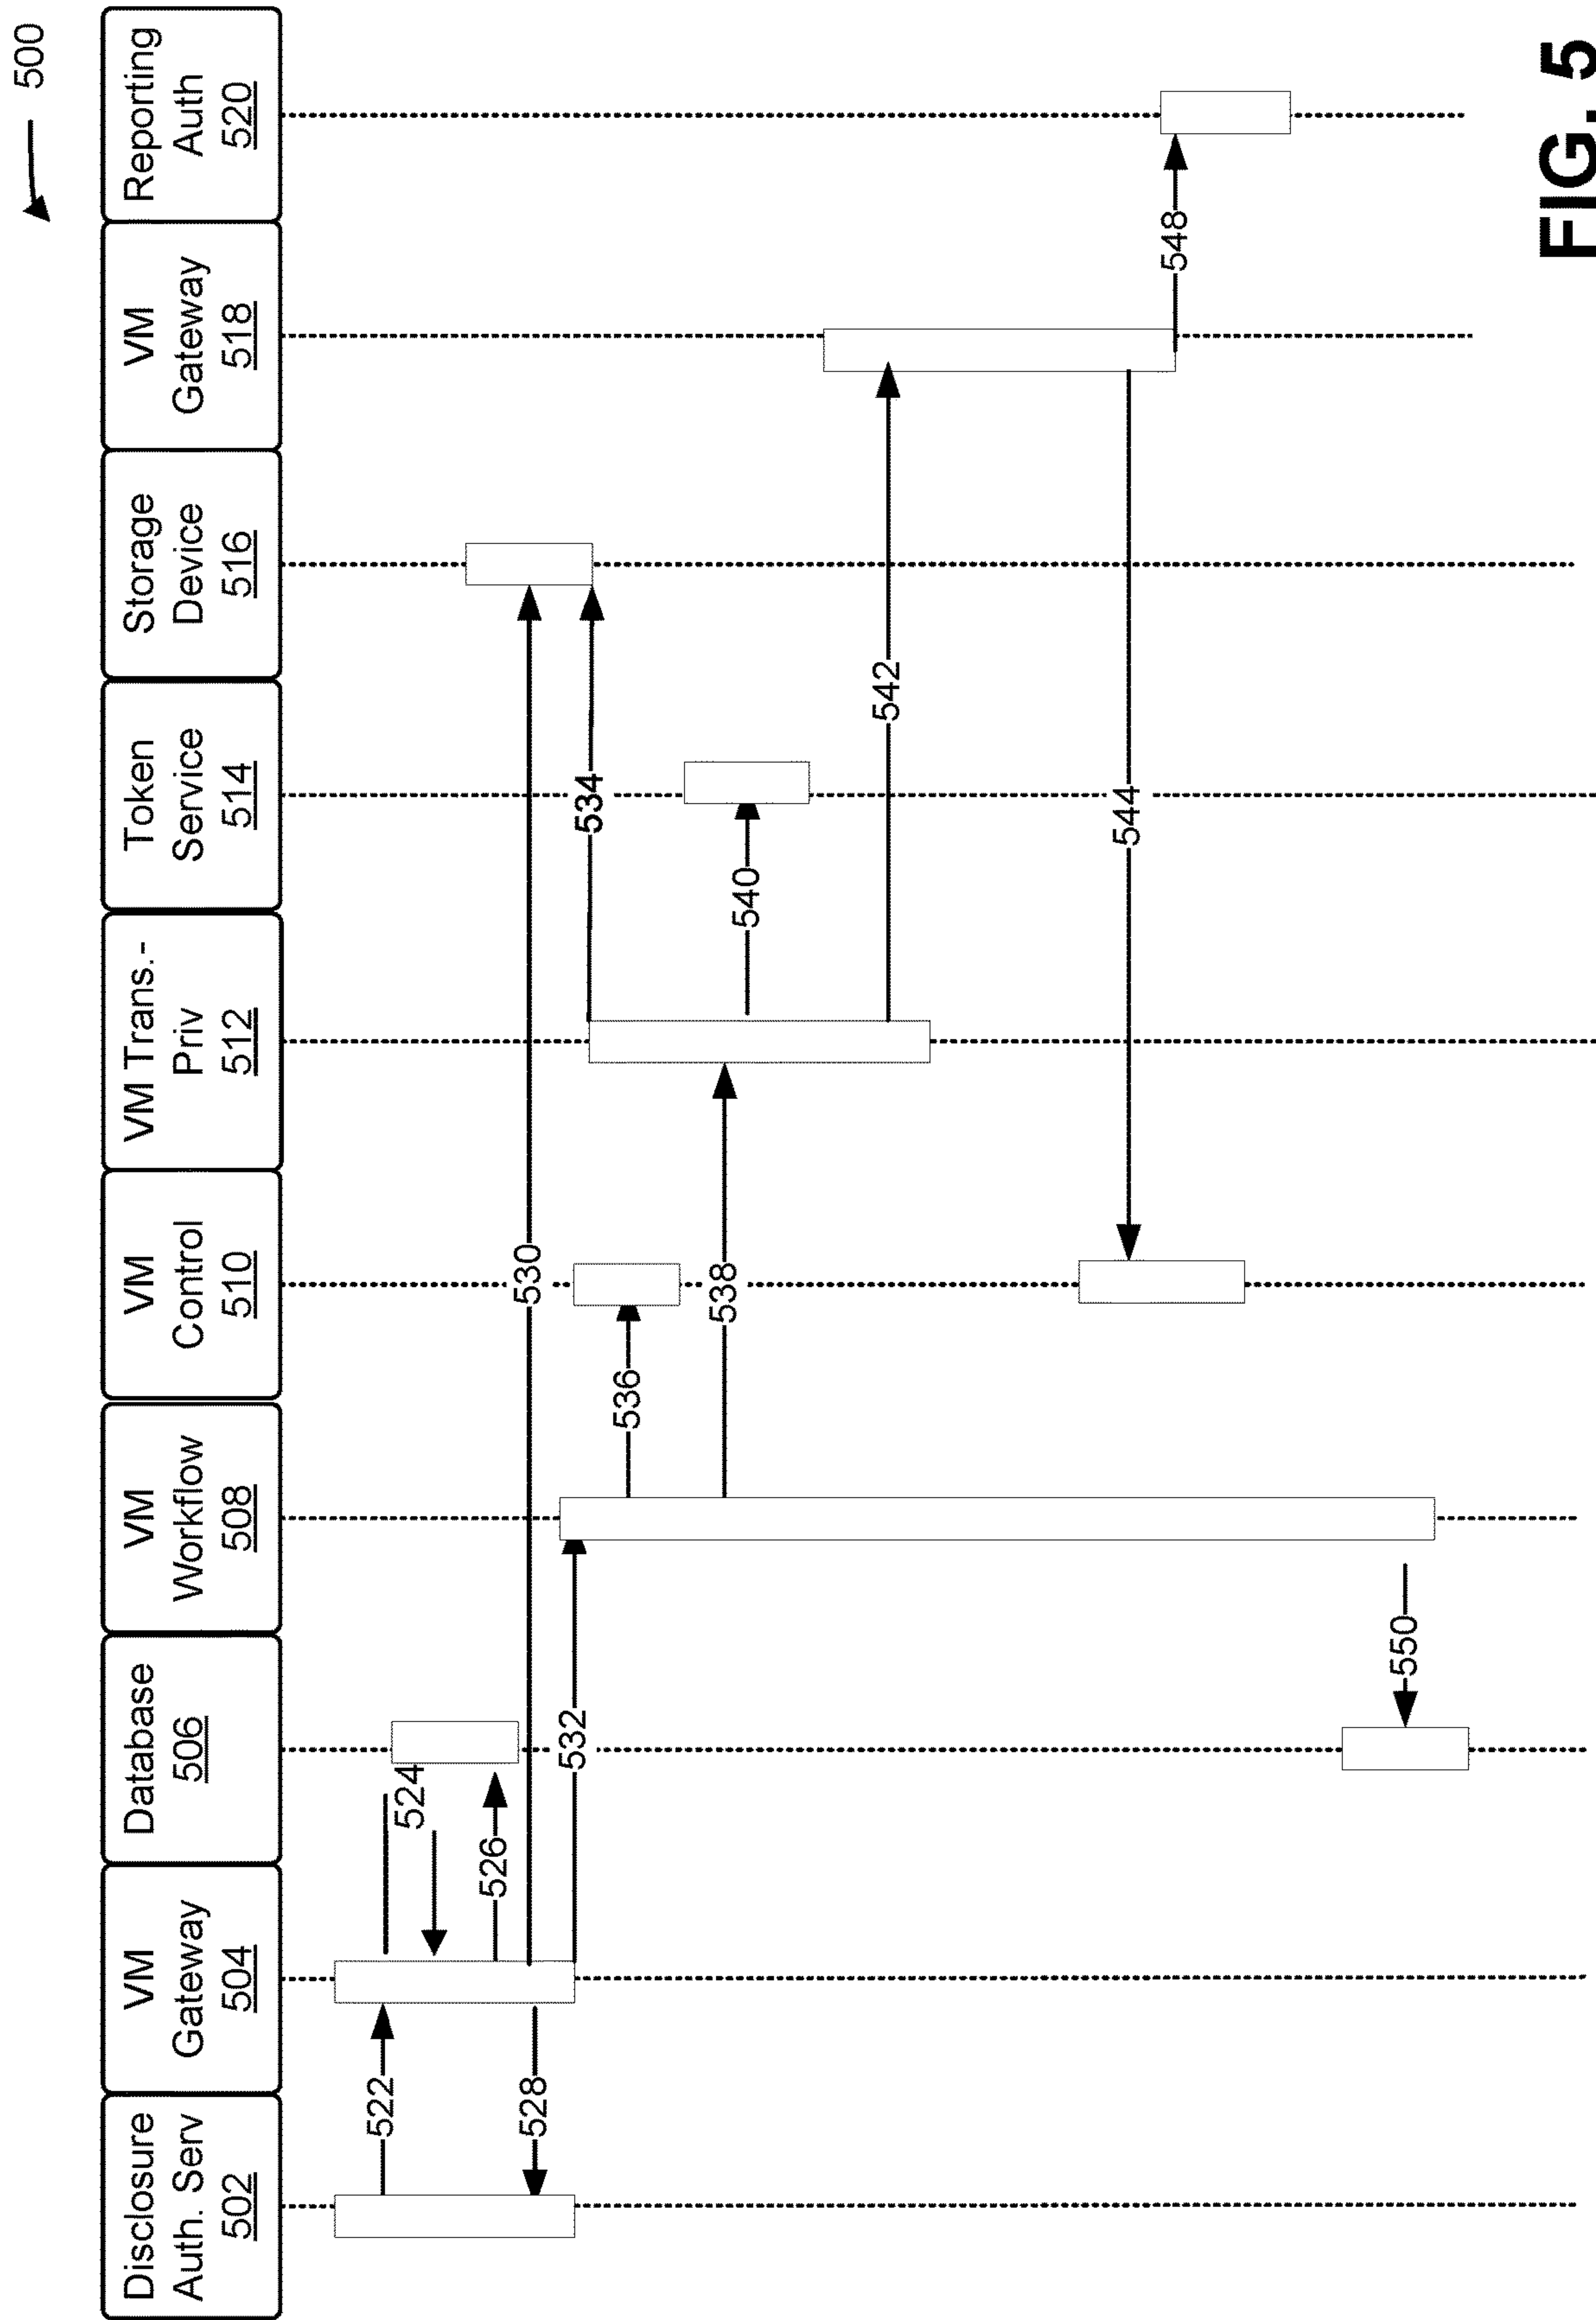 500
Disclosure
Auth. Serv
502
VM
Gateway
504
Database
506
VM
Workflow
508
VM
Control
510
VM Trans.-
Priv
512
Token
Service
514
Storage
Device
516
VM
Gateway
518
Reporting
Auth
520
522
524
526
528
530
532
534
536
538
540
542
544
548
550
FIG. 5